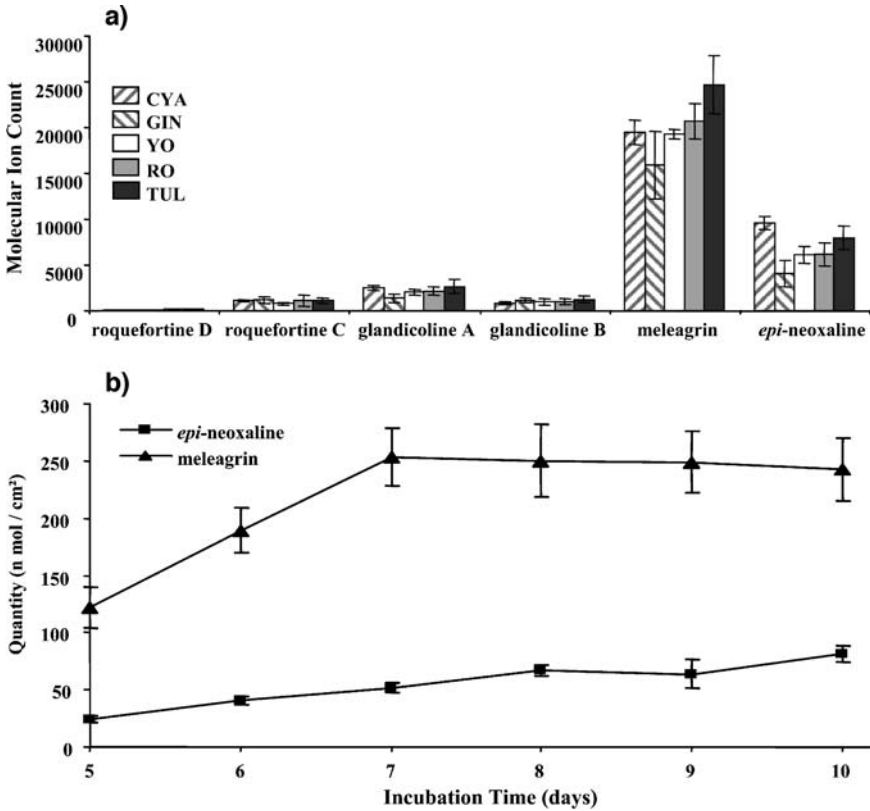 a)
30000
25000
20000
15000
10000
5000
0
Molecular Ion Count
CYA
GIN
YO
RO
TUL
roquefortine D roquefortine C glandicoline A glandicoline B meleagrin epi-neoxaline
b)
300
250
200
150
100
50
0
Quantity (n mol / cm²)
epi-neoxaline
meleagrin
5 6 7 8 9 10
Incubation Time (days)